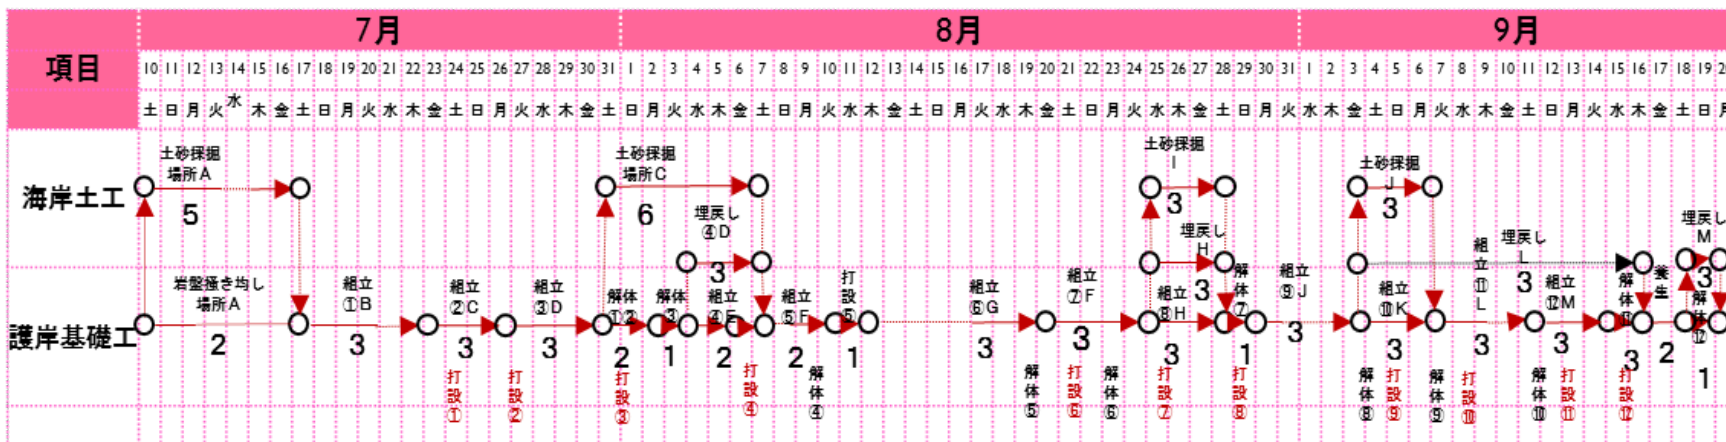 7月 8月 9月
項目
10 11 12 13 14 15 16 17 18 19 20 21 22 23 24 25 26 27 28 29 30 31 1 2 3 4 5 6 7 8 9 10 11 12 13 14 15 16 17 18 19 20 21 22 23 24 25 26 27 28 29 30 31 1 2 3 4 5 6 7 8 9 10 11 12 13 14 15 16 17 18 19
土 日 月 火 水 木 金 土 日 月 火 水 木 金 土 日 月 火 水 木 金 土 日 月 火 水 木 金 土 日 月 火 水 木 金 土 日 月 火 水 木 金 土 日 月 火 水 木 金 土 日 月 火 水 木 金 土 日 月 火 水 木 金 土 日 月 火 水 木 金 土 日 月
海岸土工
土砂採掘
場所A
5
土砂採掘
場所C
6
埋戻し
④D
3
土砂採掘
I
3
埋戻し
H
3
土砂採掘
J
3
埋戻し
L
3
埋戻し
M
3
護岸基礎工
岩盤掻き均し
場所A
2
組立
①B
3
組立
②C
3
組立
③D
3
解体
①②
2
解体
③
1
組立
④E
2
組立
⑤F
2
打設⑤
1
組立
⑥G
3
組立
⑦F
3
組立
⑧H
3
解体⑦
1
組立
⑨J
3
組立
⑩K
3
組立⑪
L
3
組立
⑫M
3
解体⑪
3
養生
2
解体⑫
1
打設①
打設②
打設③
打設④
解体④
解体⑤
打設⑥
解体⑥
打設⑦
打設⑧
解体⑧
打設⑨
解体⑨
打設⑩
解体⑩
打設⑪
打設⑫